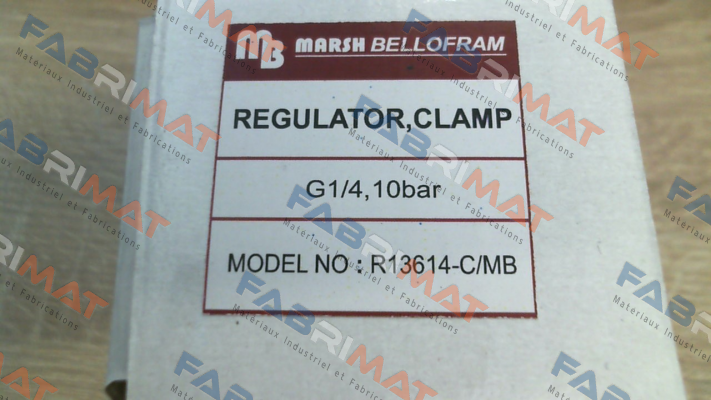 MB MARSH BELLOFRAM
REGULATOR,CLAMP
G1/4,10bar
MODEL NO : R13614-C/MB
FABRIMAT
Materiaux Industriel et Fabrications